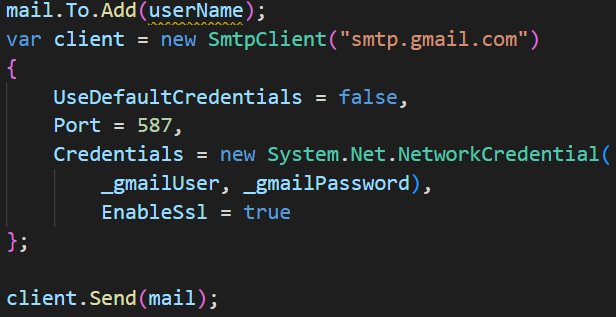 mail.To.Add(userName);
var client = new SmtpClient("smtp.gmail.com")
{
UseDefaultCredentials = false,
Port = 587,
Credentials = new System.Net.NetworkCredential(
_gmailUser, _gmailPassword),
EnableSsl = true
};
client.Send(mail);